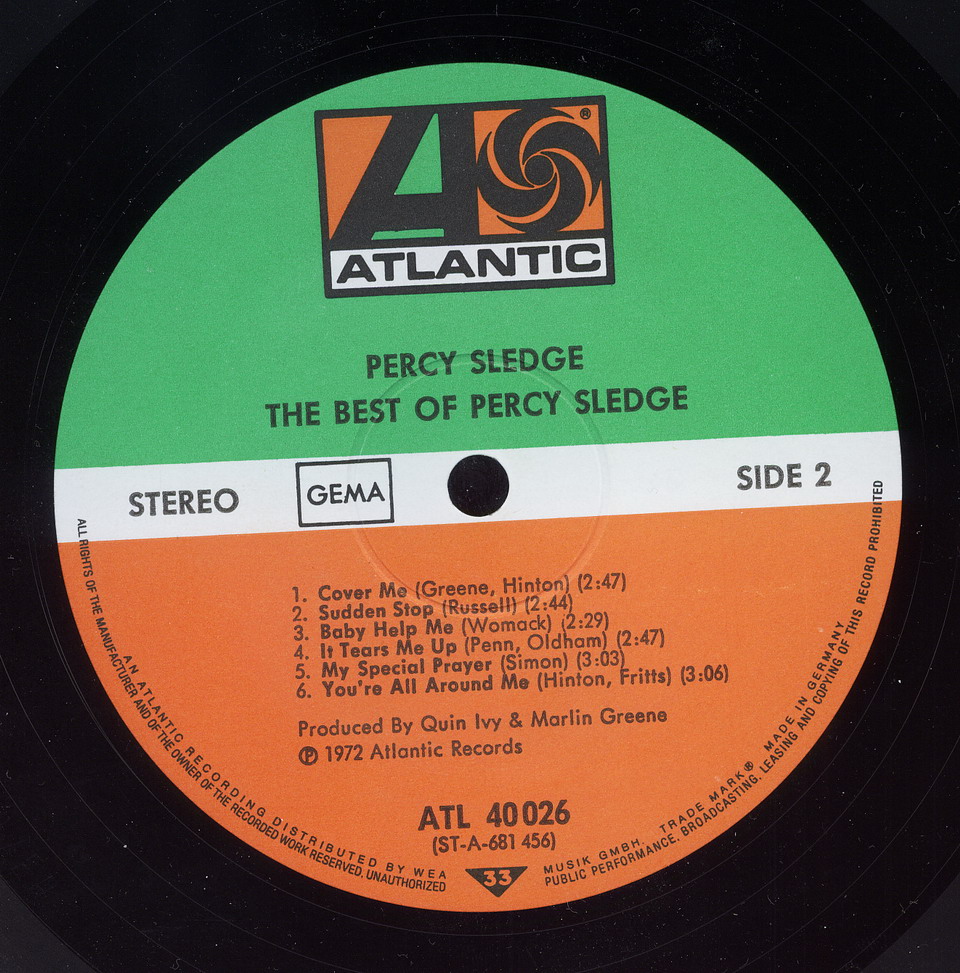 ®
ATLANTIC
PERCY SLEDGE
THE BEST OF PERCY SLEDGE
STEREO
GEMA
SIDE 2
1. Cover Me (Greene, Hinton) (2:47)
2. Sudden Stop (Russell) (2:44)
3. Baby Help Me (Womack) (2:29)
4. It Tears Me Up (Penn, Oldham) (2:47)
5. My Special Prayer (Simon) (3:03)
6. You're All Around Me (Hinton, Fritts) (3:06)
Produced By Quin Ivy & Marlin Greene
℗ 1972 Atlantic Records
ATL 40 026
(ST-A-681 456)
33
AN ATLANTIC RECORDING DISTRIBUTED BY WEA MUSIK GMBH. TRADE MARK® MADE IN GERMANY
ALL RIGHTS OF THE MANUFACTURER AND OF THE OWNER OF THE RECORDED WORK RESERVED. UNAUTHORIZED PUBLIC PERFORMANCE. BROADCASTING. LEASING AND COPYING OF THIS RECORD PROHIBITED